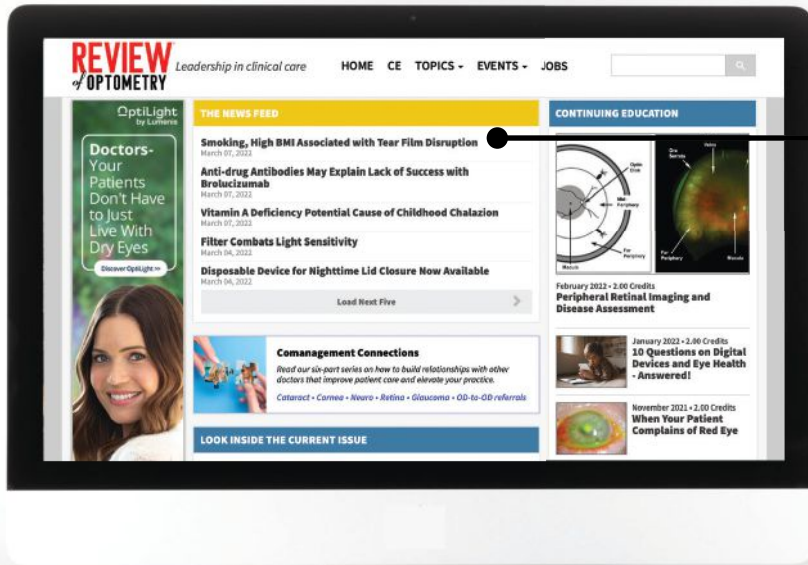 REVIEW
of OPTOMETRY
Leadership in clinical care
HOME CE TOPICS EVENTS JOBS
OptiLight
by Lumenis
Doctors-
Your
Patients
Don't Have
to Just
Live With
Dry Eyes
Discover OptiLight >>
THE NEWS FEED
Smoking, High BMI Associated with Tear Film Disruption
March 07, 2022
Anti-drug Antibodies May Explain Lack of Success with
Brolucizumab
March 07, 2022
Vitamin A Deficiency Potential Cause of Childhood Chalazion
March 07, 2022
Filter Combats Light Sensitivity
March 04, 2022
Disposable Device for Nighttime Lid Closure Now Available
March 04, 2022
Load Next Five
Comanagement Connections
Read our six-part series on how to build relationships with other
doctors that improve patient care and elevate your practice.
Cataract • Cornea • Neuro • Retina • Glaucoma • OD-to-OD referrals
LOOK INSIDE THE CURRENT ISSUE
CONTINUING EDUCATION
Optic
Disk
Mid-
Periphery
Far
Periphery
Macula
Ora
Serrata
Veins
Far
Periphery
Macula
February 2022 • 2.00 Credits
Peripheral Retinal Imaging and
Disease Assessment
January 2022 • 2.00 Credits
10 Questions on Digital
Devices and Eye Health
- Answered!
November 2021 • 2.00 Credits
When Your Patient
Complains of Red Eye